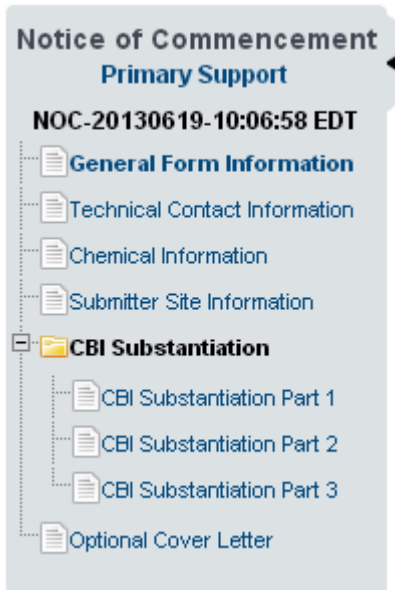 Notice of Commencement
Primary Support
NOC-20130619-10:06:58 EDT
General Form Information
Technical Contact Information
Chemical Information
Submitter Site Information
CBI Substantiation
CBI Substantiation Part 1
CBI Substantiation Part 2
CBI Substantiation Part 3
Optional Cover Letter